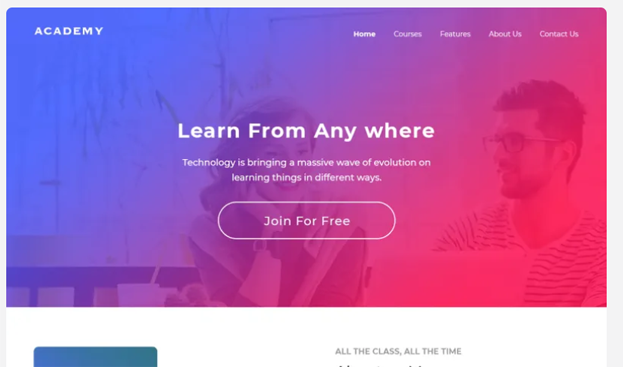 ACADEMY
Home Courses Features About Us Contact Us
Learn From Any where
Technology is bringing a massive wave of evolution on
learning things in different ways.
Join For Free
ALL THE CLASS, ALL THE TIME